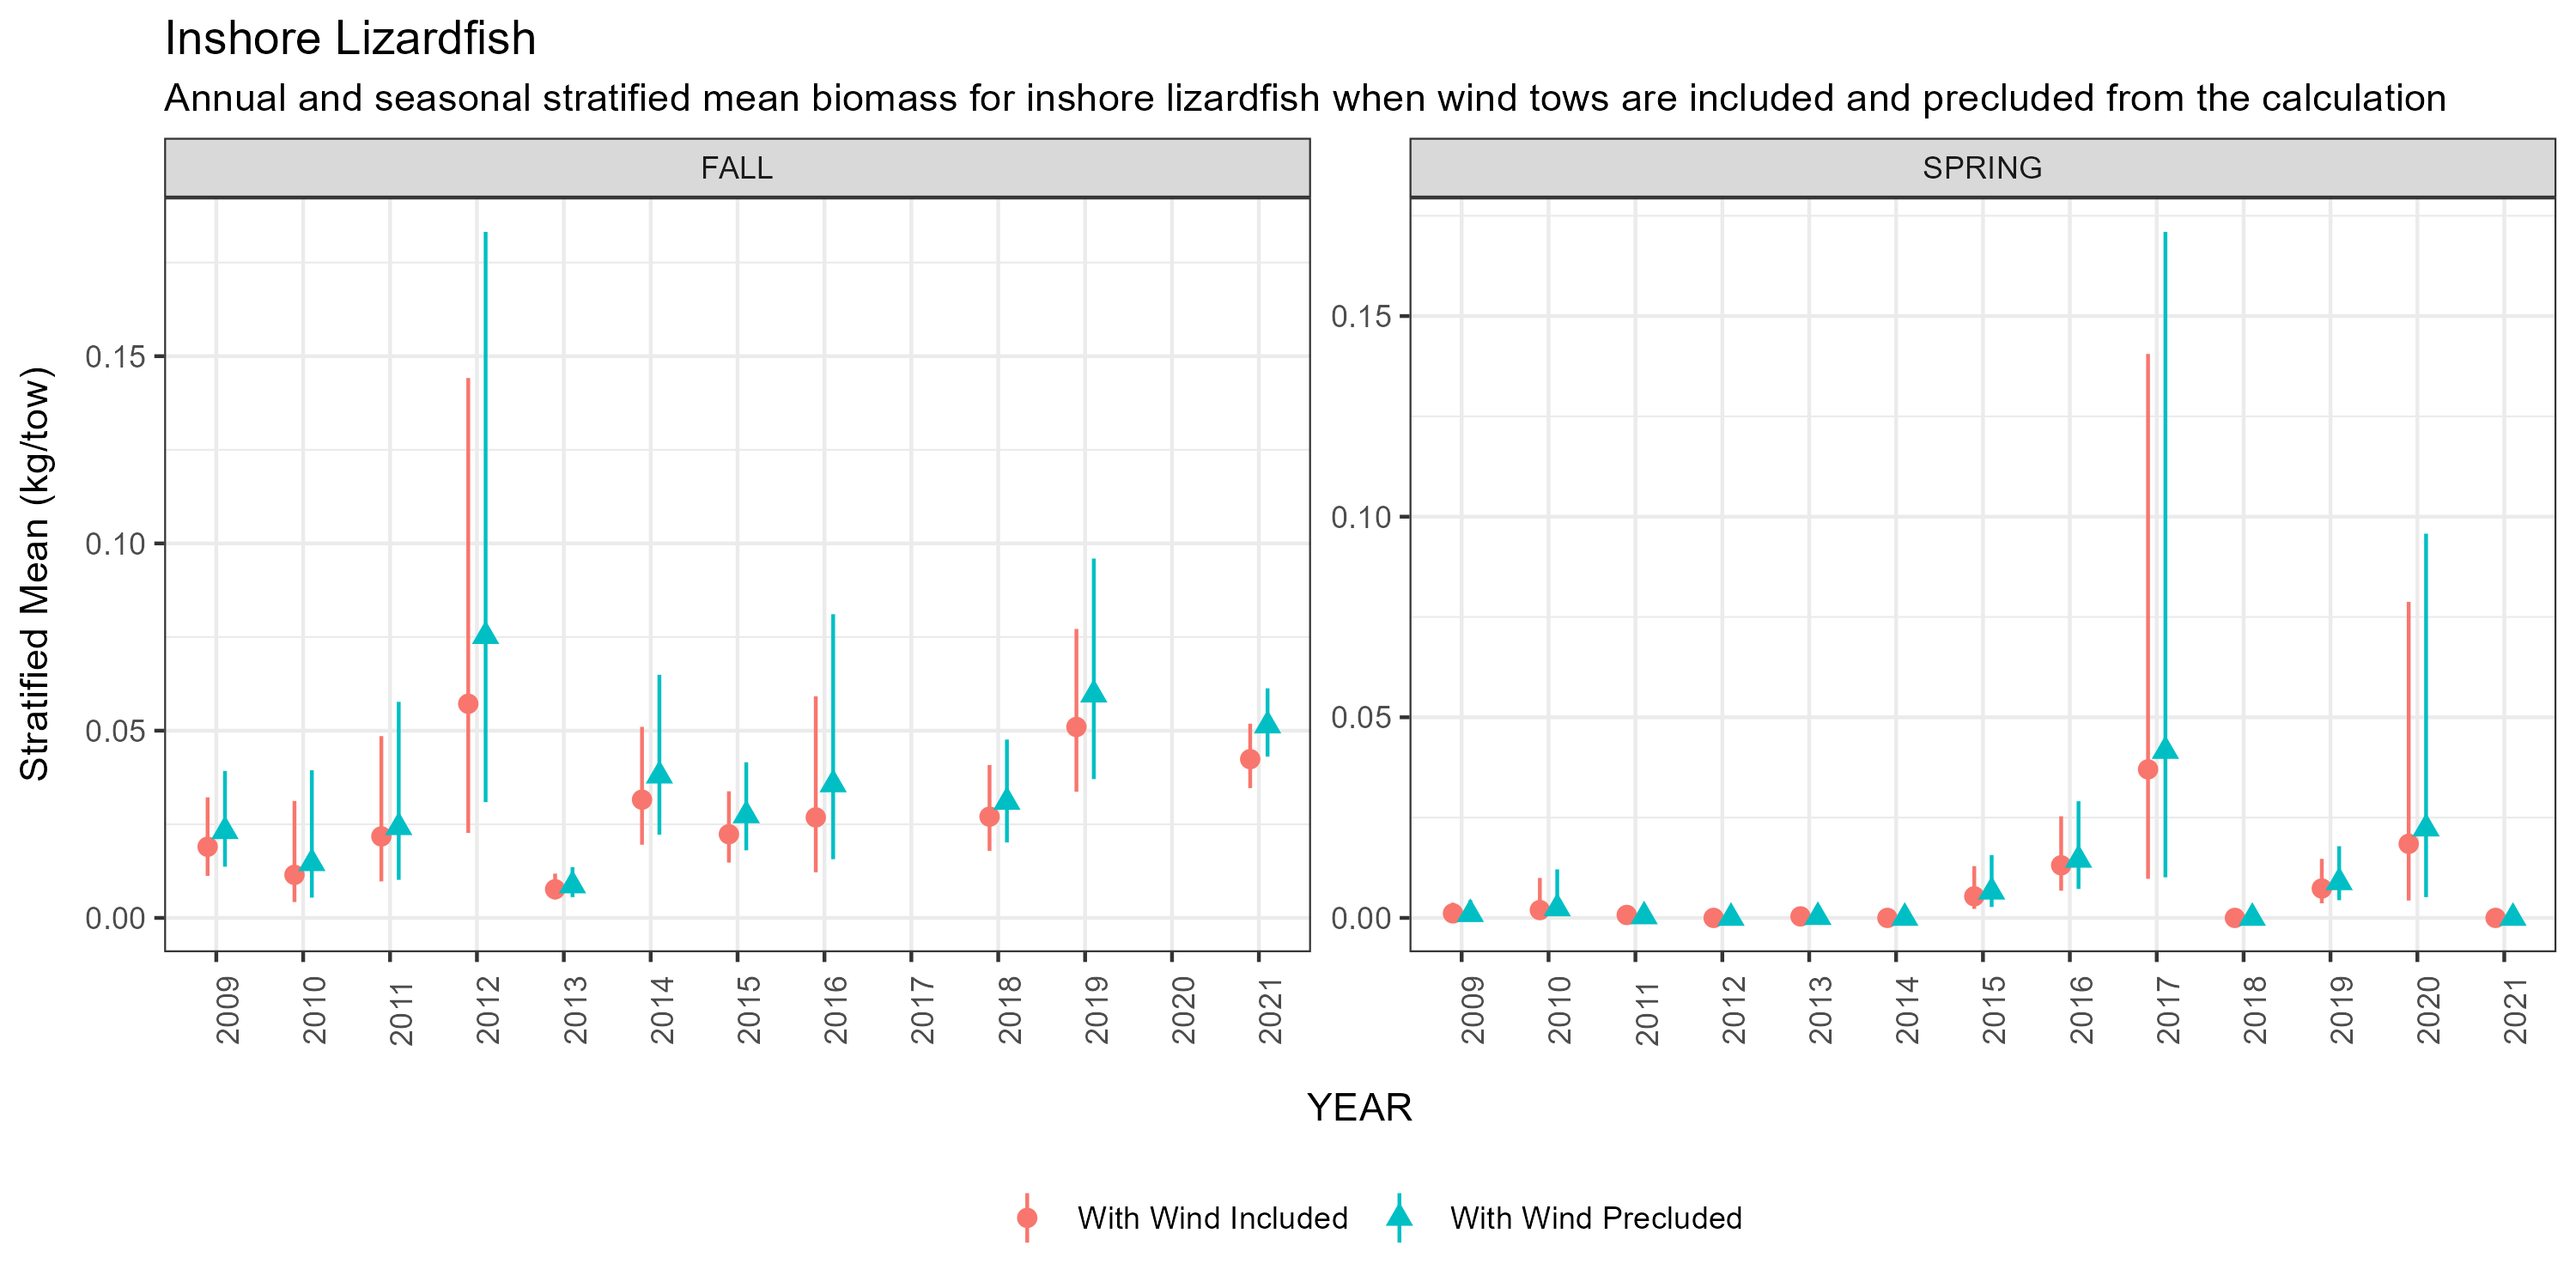 Inshore Lizardfish
Annual and seasonal stratified mean biomass for inshore lizardfish when wind tows are included and precluded from the calculation
FALL
SPRING
Stratified Mean (kg/tow)
0.15
0.10
0.05
0.00
0.15
0.10
0.05
0.00
2009 2010 2011 2012 2013 2014 2015 2016 2017 2018 2019 2020 2021
2009 2010 2011 2012 2013 2014 2015 2016 2017 2018 2019 2020 2021
YEAR
With Wind Included
With Wind Precluded